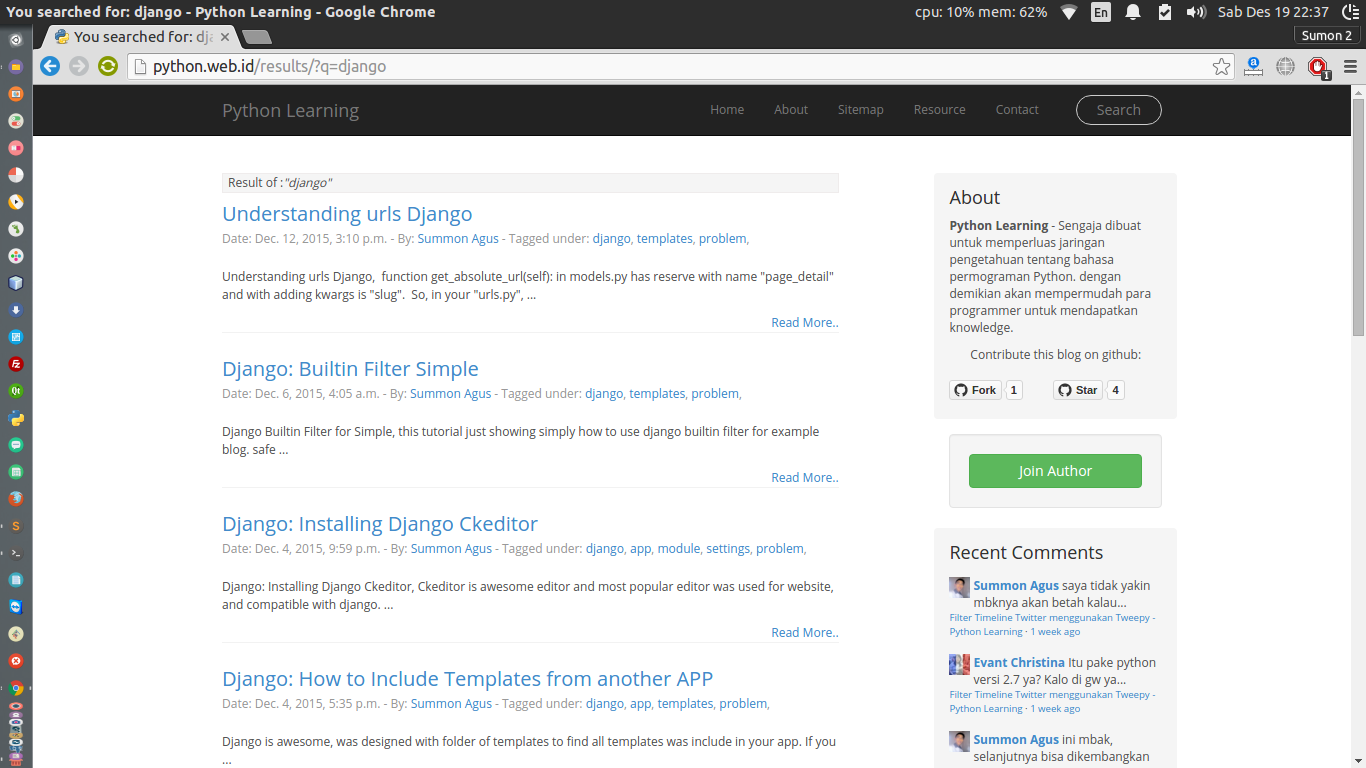 You searched for: django - Python Learning - Google Chrome
cpu: 10% mem: 62%
En
Sab Des 19 22:37
You searched for: dja
Sumon 2
python.web.id/results/?q=django
1
Python Learning
Home
About
Sitemap
Resource
Contact
Search
Result of :"django"
Understanding urls Django
Date: Dec. 12, 2015, 3:10 p.m. - By: Summon Agus - Tagged under: django, templates, problem,
Understanding urls Django,  function get_absolute_url(self): in models.py has reserve with name "page_detail"
and with adding kwargs is "slug".  So, in your "urls.py", ...
Read More..
Django: Builtin Filter Simple
Date: Dec. 6, 2015, 4:05 a.m. - By: Summon Agus - Tagged under: django, templates, problem,
Django Builtin Filter for Simple, this tutorial just showing simply how to use django builtin filter for example
blog. safe ...
Read More..
Django: Installing Django Ckeditor
Date: Dec. 4, 2015, 9:59 p.m. - By: Summon Agus - Tagged under: django, app, module, settings, problem,
Django: Installing Django Ckeditor, Ckeditor is awesome editor and most popular editor was used for website,
and compatible with django. ...
Read More..
Django: How to Include Templates from another APP
Date: Dec. 4, 2015, 5:35 p.m. - By: Summon Agus - Tagged under: django, app, templates, problem,
Django is awesome, was designed with folder of templates to find all templates was include in your app. If you
...
About
Python Learning - Sengaja dibuat
untuk memperluas jaringan
pengetahuan tentang bahasa
permograman Python. dengan
demikian akan mempermudah para
programmer untuk mendapatkan
knowledge.
Contribute this blog on github:
Fork 1
Star 4
Join Author
Recent Comments
Summon Agus saya tidak yakin
mbknya akan betah kalau...
Filter Timeline Twitter menggunakan Tweepy -
Python Learning · 1 week ago
Evant Christina Itu pake python
versi 2.7 ya? Kalo di gw ya...
Filter Timeline Twitter menggunakan Tweepy -
Python Learning · 1 week ago
Summon Agus ini mbak,
selanjutnya bisa dikembangkan